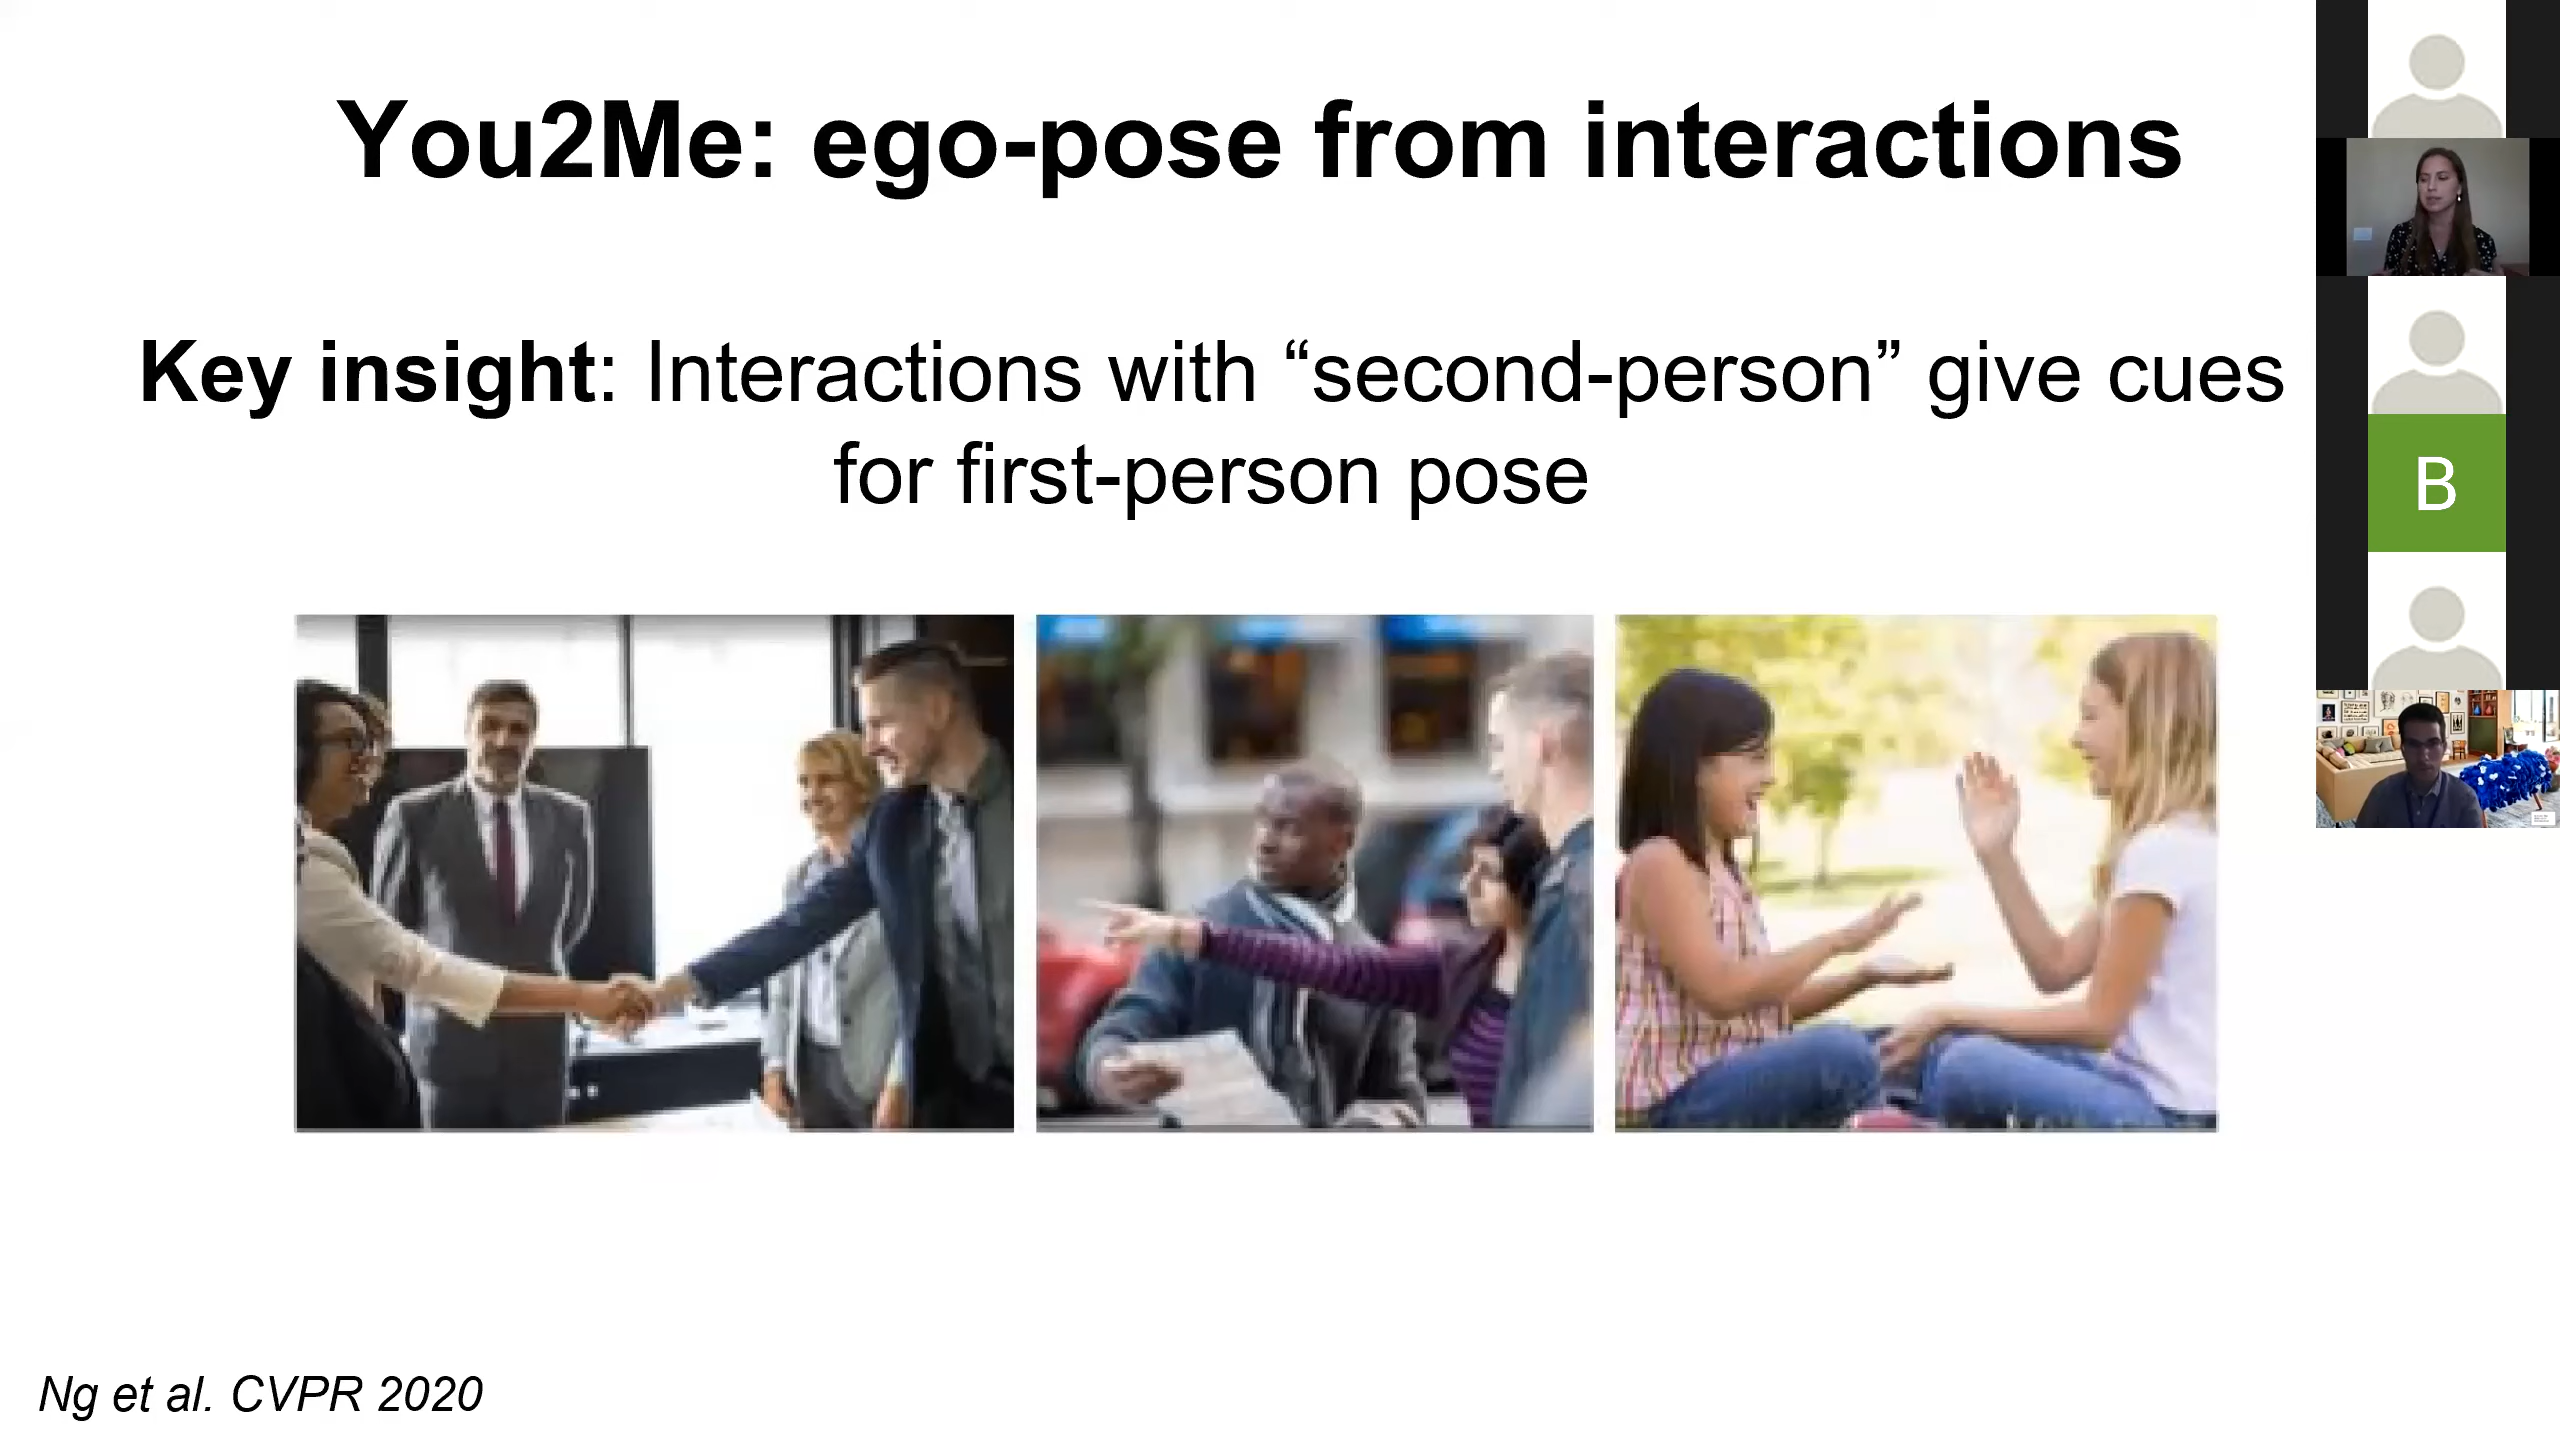 You2Me: ego-pose from interactions
Key insight: Interactions with “second-person” give cues
for first-person pose
B
Ng et al. CVPR 2020